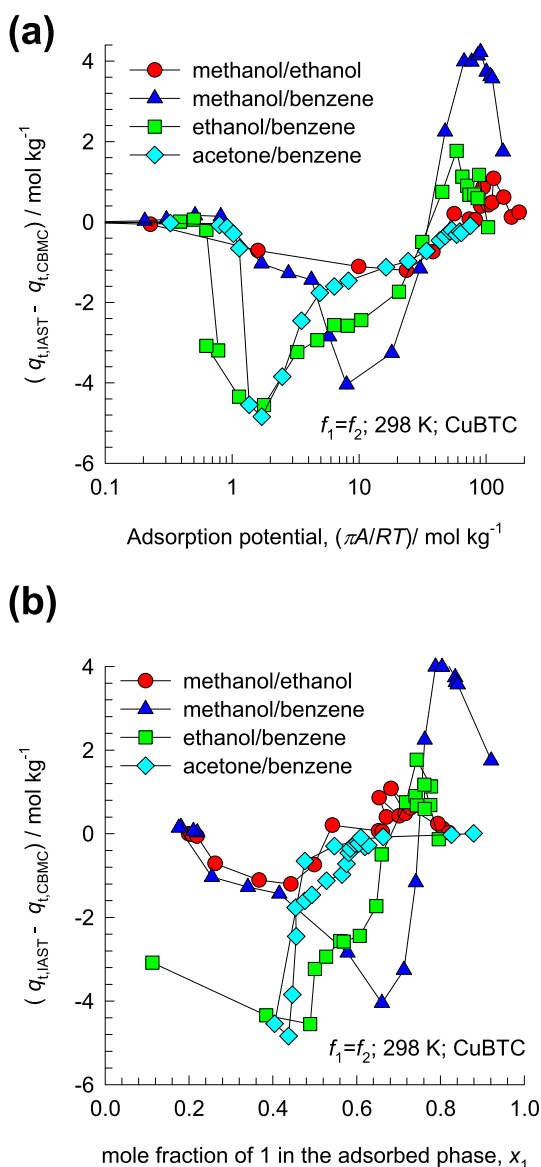 (a)
4
2
0
-2
-4
-6
methanol/ethanol
methanol/benzene
ethanol/benzene
acetone/benzene
( qt,IAST - qt,CBMC) / mol kg-1
f1=f2; 298 K; CuBTC
0.1 1 10 100
Adsorption potential, (πA/RT)/ mol kg-1
(b)
4
2
0
-2
-4
-6
methanol/ethanol
methanol/benzene
ethanol/benzene
acetone/benzene
( qt,IAST - qt,CBMC) / mol kg-1
f1=f2; 298 K; CuBTC
0.0 0.2 0.4 0.6 0.8 1.0
mole fraction of 1 in the adsorbed phase, x1